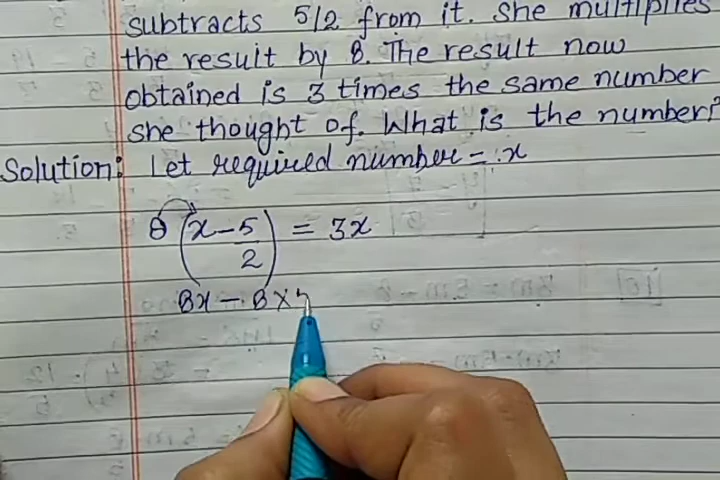 subtracts 5/2 from it. She multiplies
the result by 8. The result now
obtained is 3 times the same number
she thought of. What is the number?
Solution: Let required number = x
8 (x - 5/2) = 3x
8x - 8 x 5